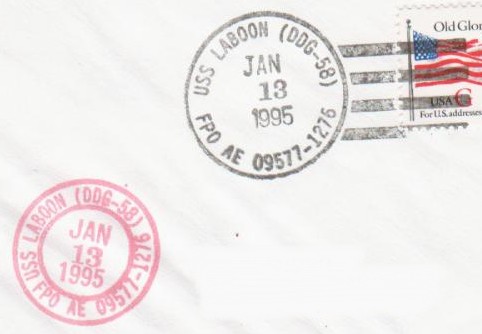 USS LABOON (DDG-58)
JAN
13
1995
FPO AE 09577-1276
Old Glor
USA G
For U.S. addresses
USS LABOON (DDG-58)
JAN
13
1995
FPO AE 09577-1276